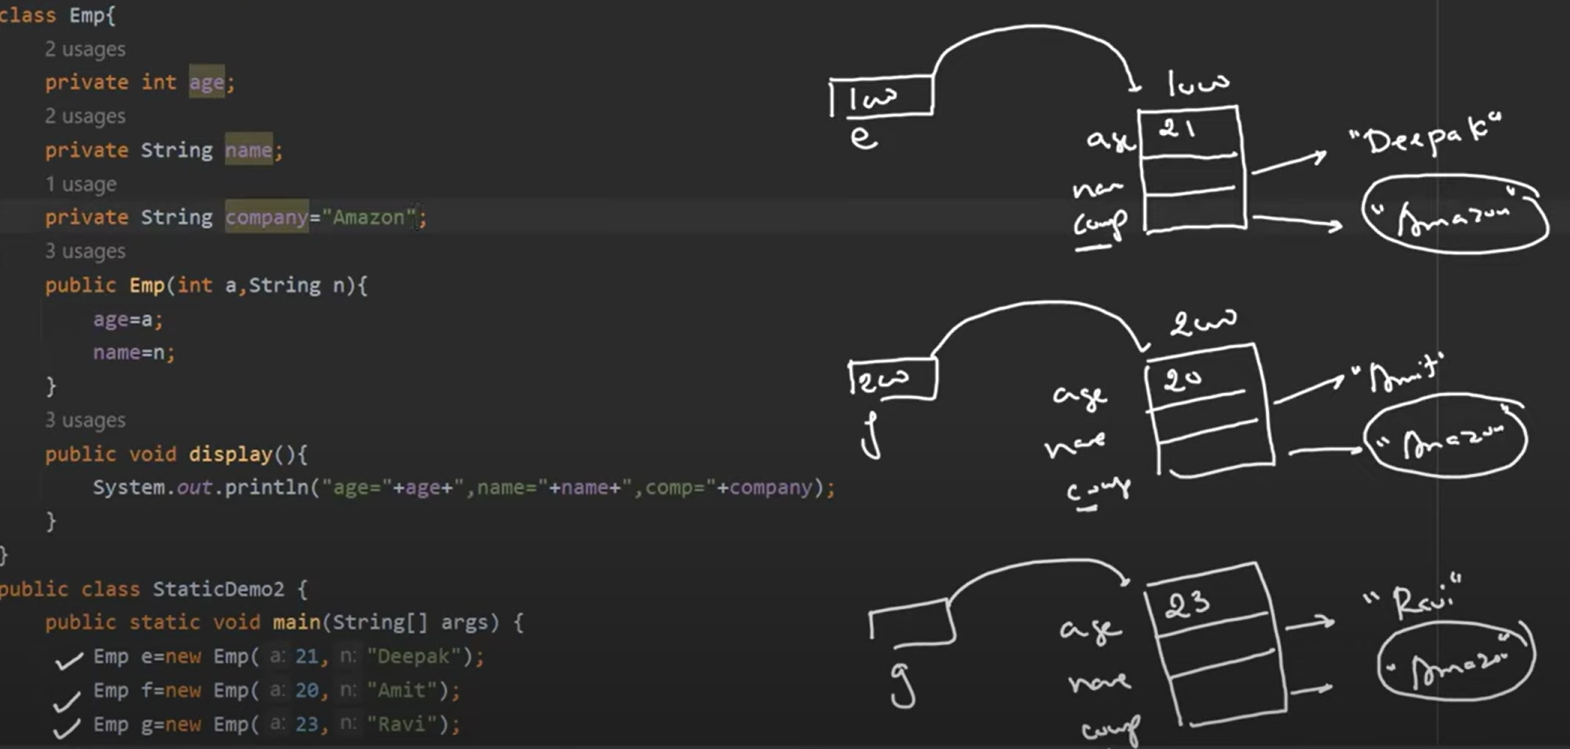 class Emp{
2 usages
private int age;
2 usages
private String name;
1 usage
private String company="Amazon";
3 usages
public Emp(int a,String n){
age=a;
name=n;
}
3 usages
public void display(){
System.out.println("age="+age+",name="+name+",comp="+company);
}
}
public class StaticDemo2 {
public static void main(String[] args) {
Emp e=new Emp( a: 21, n: "Deepak");
Emp f=new Emp( a: 20, n: "Amit");
Emp g=new Emp( a: 23, n: "Ravi");
1000
100
e
age 21
"Deepak"
comp
"Amazon"
200
f
age 20
"Amit"
name
comp
"Amazon"
g
age 23
"Ravi"
name
comp
"Amazon"